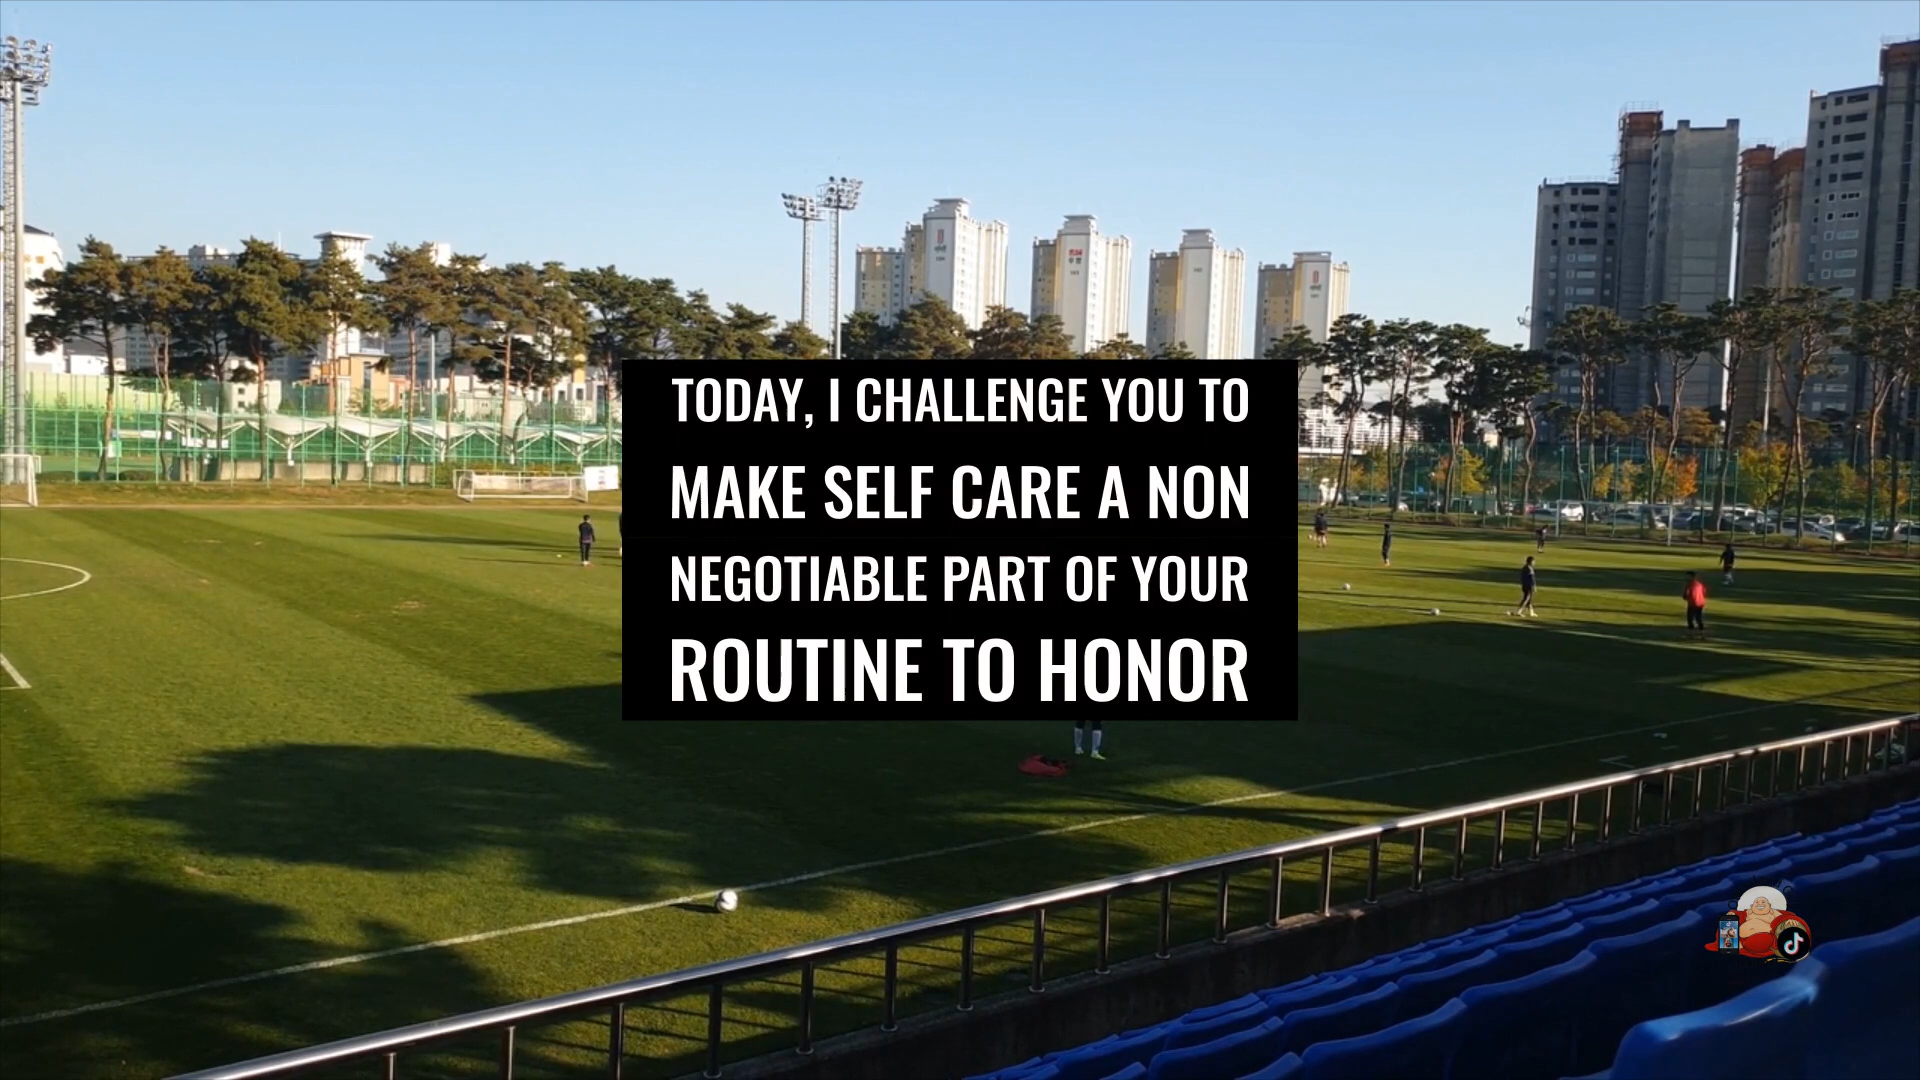 TODAY, I CHALLENGE YOU TO
MAKE SELF CARE A NON
NEGOTIABLE PART OF YOUR
ROUTINE TO HONOR